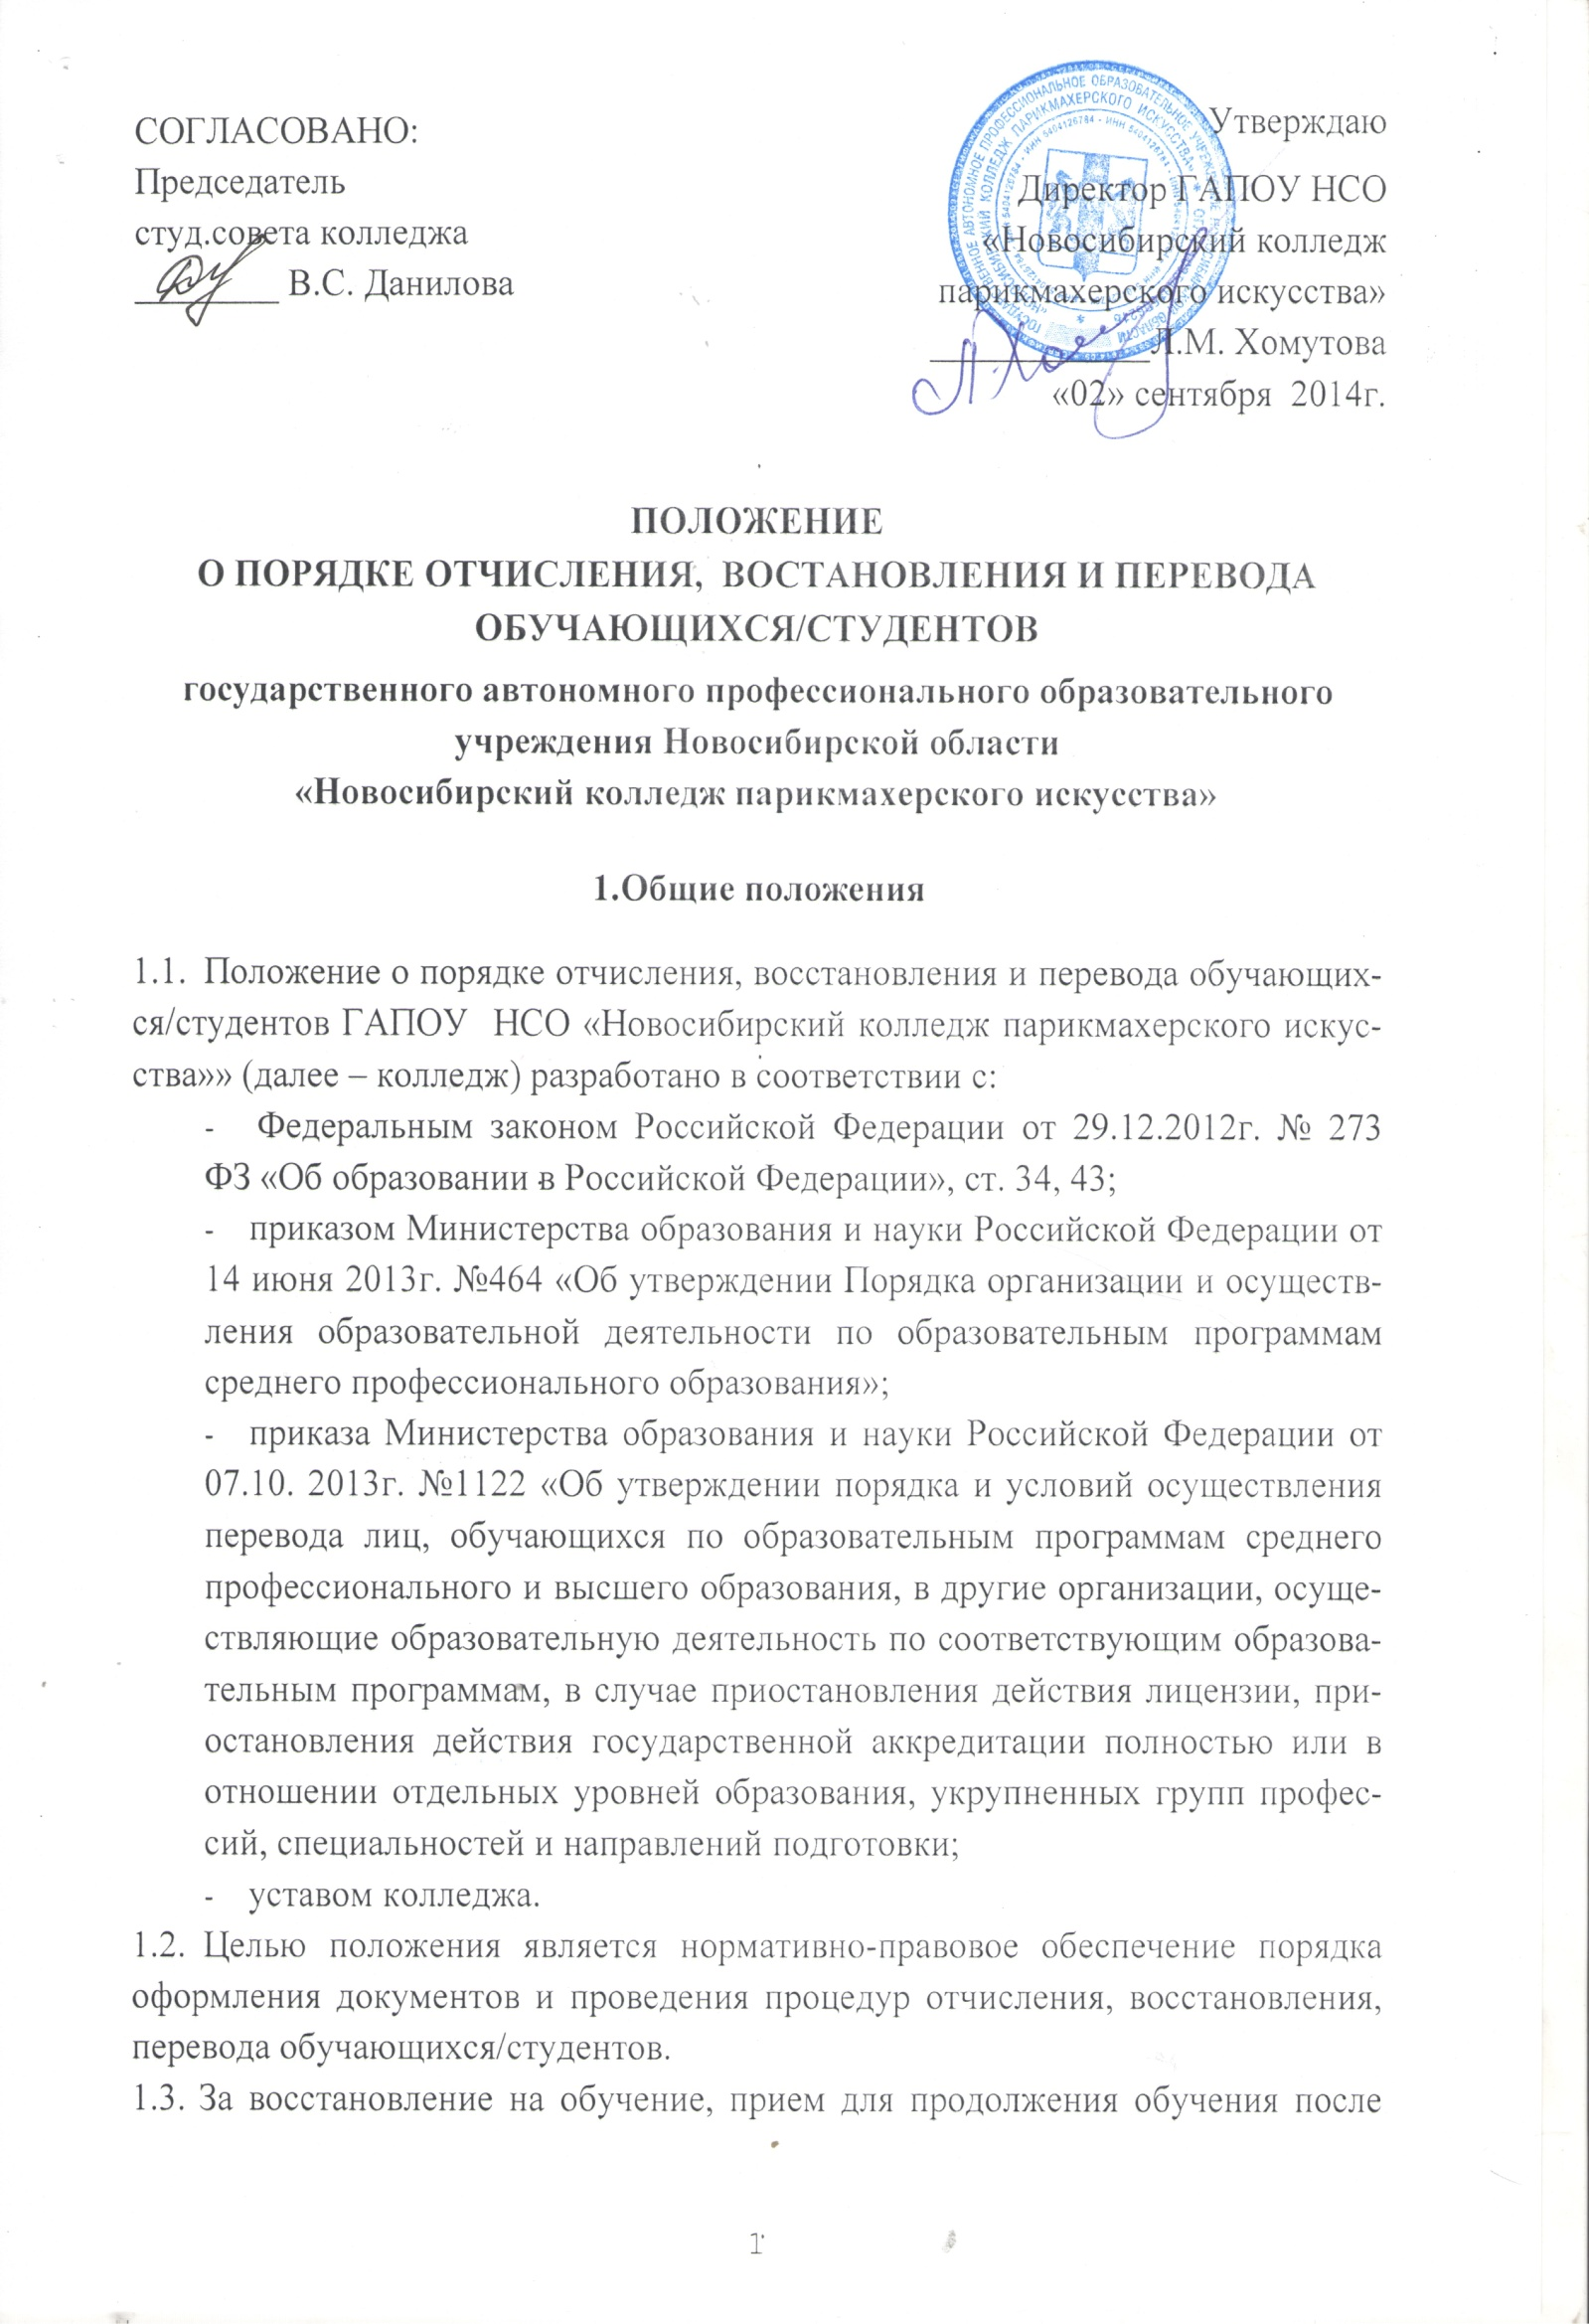 СОГЛАСОВАНО:
Председатель
студ.совета колледжа
__________ В.С. Данилова
Утверждаю
Директор ГАПОУ НСО
«Новосибирский колледж
парикмахерского искусства»
____________Л.М. Хомутова
«02» сентября 2014г.
ПОЛОЖЕНИЕ
О ПОРЯДКЕ ОТЧИСЛЕНИЯ, ВОСТАНОВЛЕНИЯ И ПЕРЕВОДА
ОБУЧАЮЩИХСЯ/СТУДЕНТОВ
государственного автономного профессионального образовательного
учреждения Новосибирской области
«Новосибирский колледж парикмахерского искусства»
1.Общие положения
1.1. Положение о порядке отчисления, восстановления и перевода обучающих-
ся/студентов ГАПОУ НСО «Новосибирский колледж парикмахерского искус-
ства»» (далее – колледж) разработано в соответствии с:
- Федеральным законом Российской Федерации от 29.12.2012г. № 273
ФЗ «Об образовании в Российской Федерации», ст. 34, 43;
- приказом Министерства образования и науки Российской Федерации от
14 июня 2013г. №464 «Об утверждении Порядка организации и осуществ-
ления образовательной деятельности по образовательным программам
среднего профессионального образования»;
- приказа Министерства образования и науки Российской Федерации от
07.10. 2013г. №1122 «Об утверждении порядка и условий осуществления
перевода лиц, обучающихся по образовательным программам среднего
профессионального и высшего образования, в другие организации, осуще-
ствляющие образовательную деятельность по соответствующим образова-
тельным программам, в случае приостановления действия лицензии, при-
остановления действия государственной аккредитации полностью или в
отношении отдельных уровней образования, укрупненных групп профес-
сий, специальностей и направлений подготовки;
- уставом колледжа.
1.2. Целью положения является нормативно-правовое обеспечение порядка
оформления документов и проведения процедур отчисления, восстановления,
перевода обучающихся/студентов.
1.3. За восстановление на обучение, прием для продолжения обучения после
1